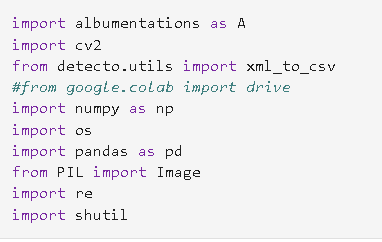 import albumentations as A
import cv2
from detecto.utils import xml_to_csv
#from google.colab import drive
import numpy as np
import os
import pandas as pd
from PIL import Image
import re
import shutil